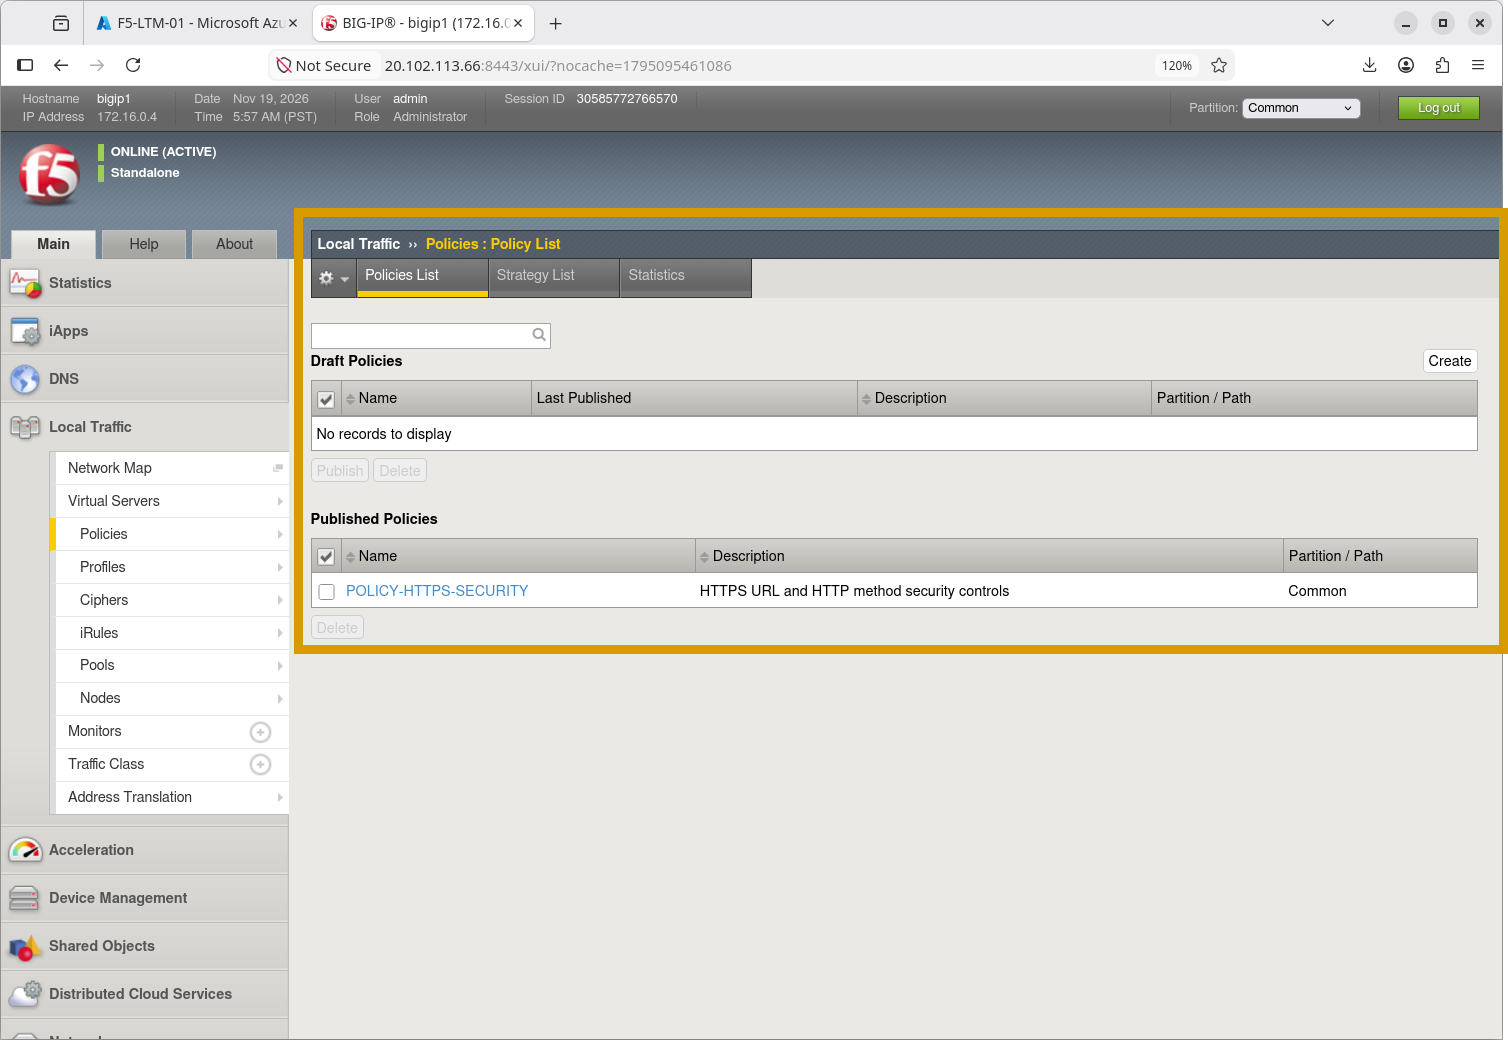 F5-LTM-01 - Microsoft Azu
BIG-IP® - bigip1 (172.16.0
Not Secure 20.102.113.66:8443/xui/?nocache=1795095461086 120%
Hostname bigip1 Date Nov 19, 2026 User admin Session ID 30585772766570
IP Address 172.16.0.4 Time 5:57 AM (PST) Role Administrator
Partition: Common Log out
f5
ONLINE (ACTIVE)
Standalone
Main Help About
Statistics
iApps
DNS
Local Traffic
Network Map
Virtual Servers
Policies
Profiles
Ciphers
iRules
Pools
Nodes
Monitors
Traffic Class
Address Translation
Acceleration
Device Management
Shared Objects
Distributed Cloud Services
Local Traffic ›› Policies : Policy List
Policies List Strategy List Statistics
Draft Policies Create
Name Last Published Description Partition / Path
No records to display
Publish Delete
Published Policies
Name Description Partition / Path
POLICY-HTTPS-SECURITY HTTPS URL and HTTP method security controls Common
Delete